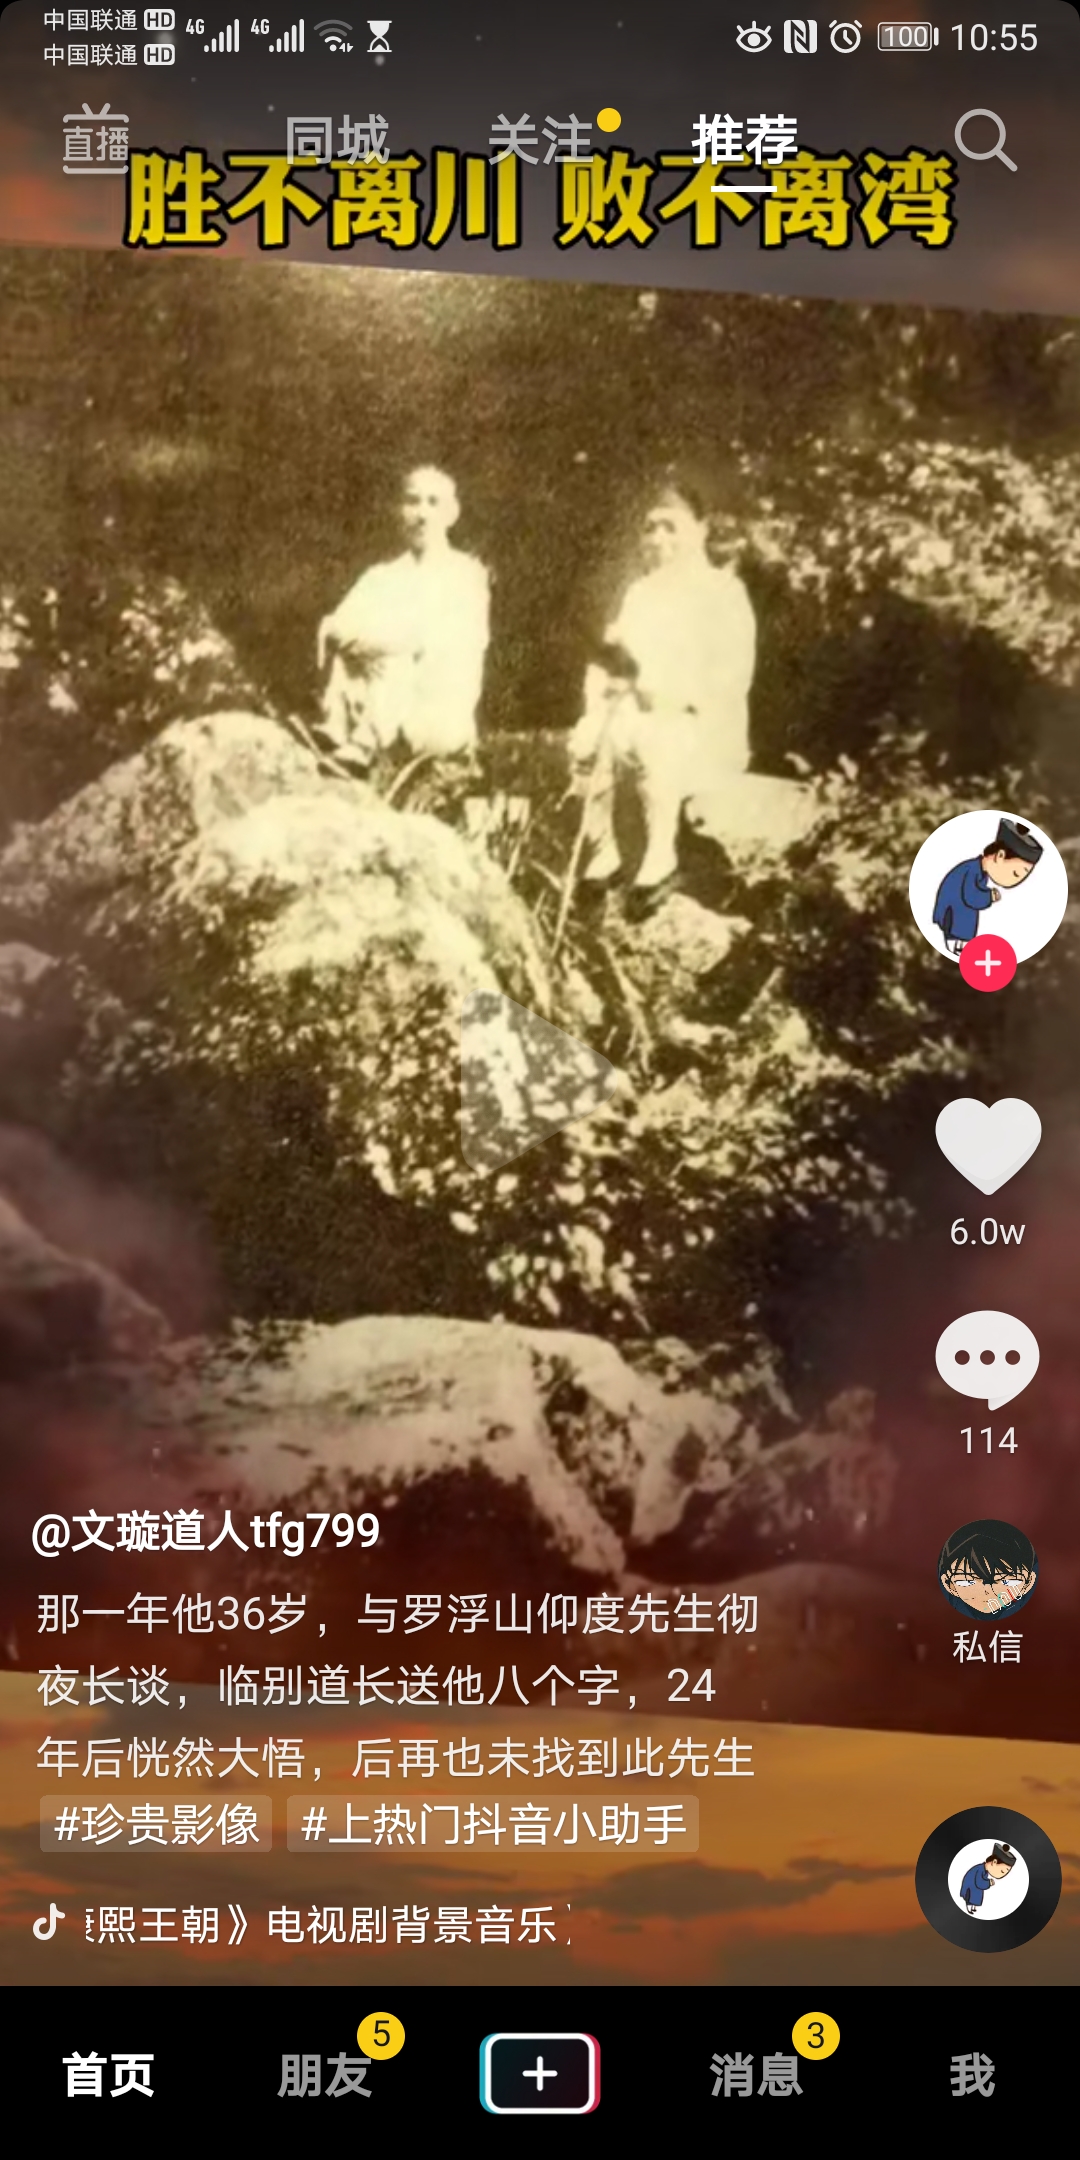 中国联通 HD 4G 4G 100 10:55
中国联通 HD
直播 同城 关注 推荐
胜不离川 败不离湾
6.0w
114
@文璇道人tfg799
那一年他36岁，与罗浮山仰度先生彻
夜长谈，临别道长送他八个字，24
年后恍然大悟，后再也未找到此先生
#珍贵影像 #上热门抖音小助手
私信
熙王朝》电视剧背景音乐
首页 朋友 5 消息 3 我